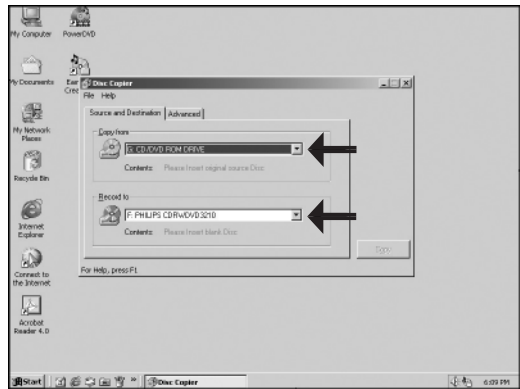 My Computer
PowerDVD
My Documents
Creo
My Network
Places
Recycle Bin
Internet
Explorer
Connect to
the Internet
Acrobat
Reader 4.0
Disc Copier
File Help
Source and Destination
Advanced
Copy from
G: CD/DVD ROM DRIVE
Contents: Please Insert original source Disc
Record to
F: PHILIPS CDRW/DVD3210
Contents: Please Insert blank Disc
Copy
For Help, press F1
Start
Disc Copier
6:09 PM